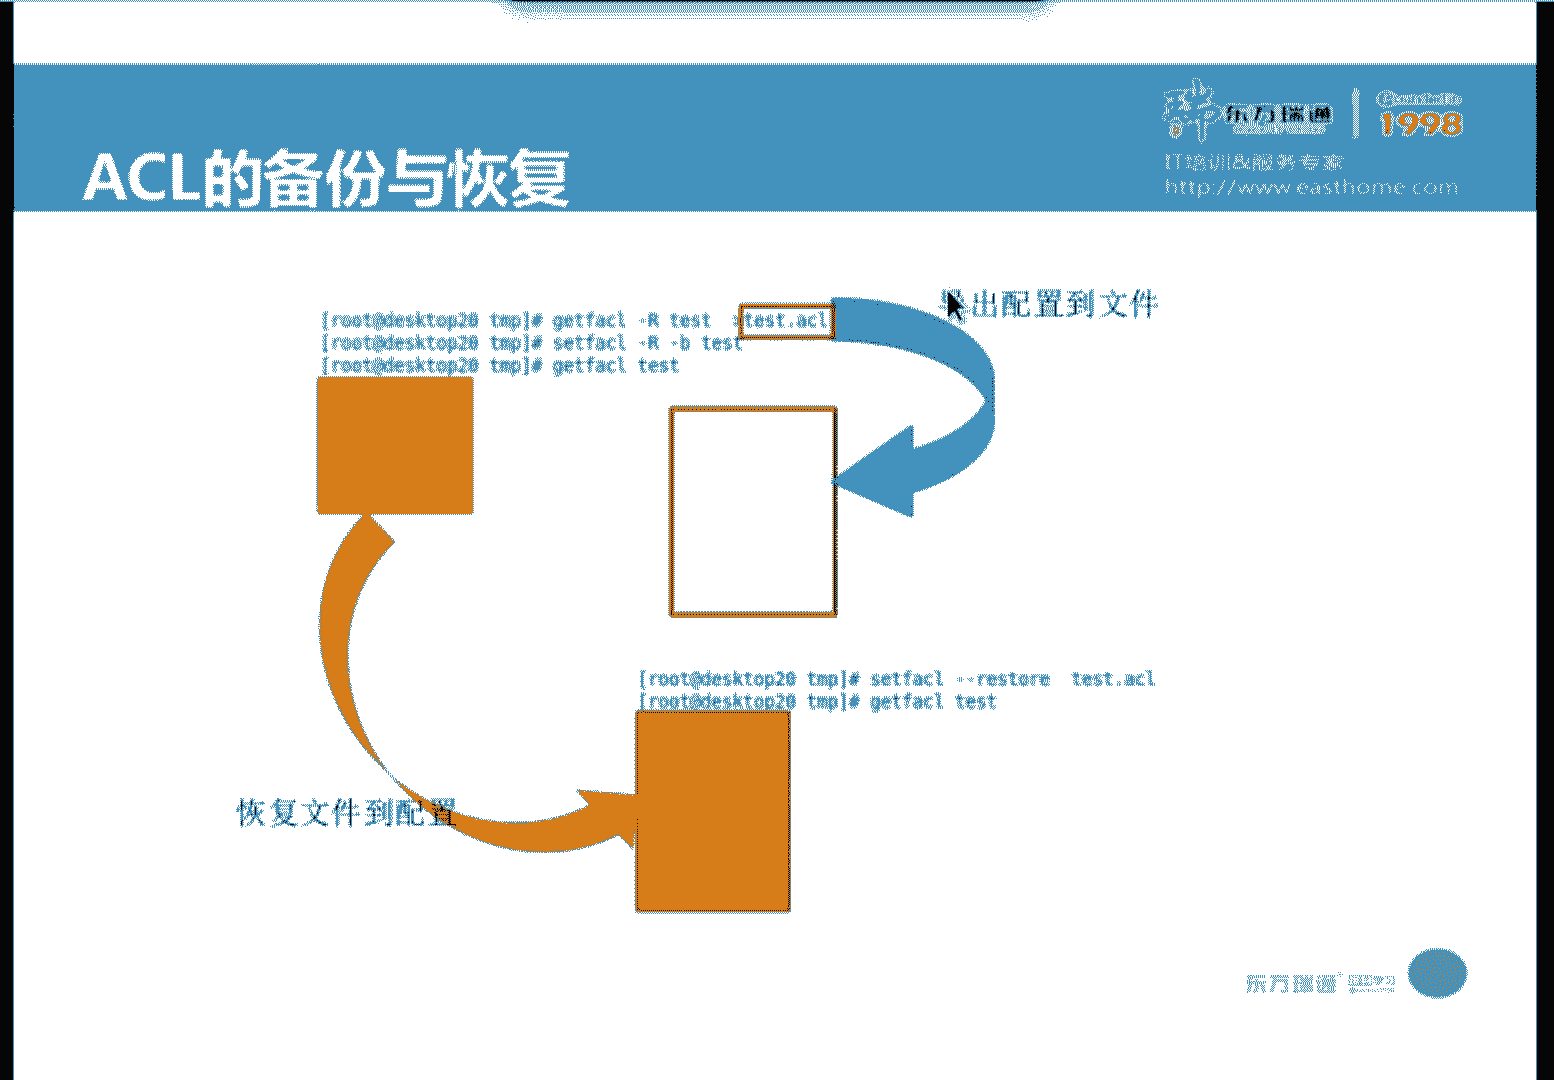 东方瑞通
1998
IT培训&服务专家
http://www.easthome.com
ACL的备份与恢复
导出配置到文件
[root@desktop20 tmp]# getfacl -R test >test.acl
[root@desktop20 tmp]# setfacl -R -b test
[root@desktop20 tmp]# getfacl test
[root@desktop20 tmp]# setfacl --restore test.acl
[root@desktop20 tmp]# getfacl test
恢复文件到配置
东方瑞通